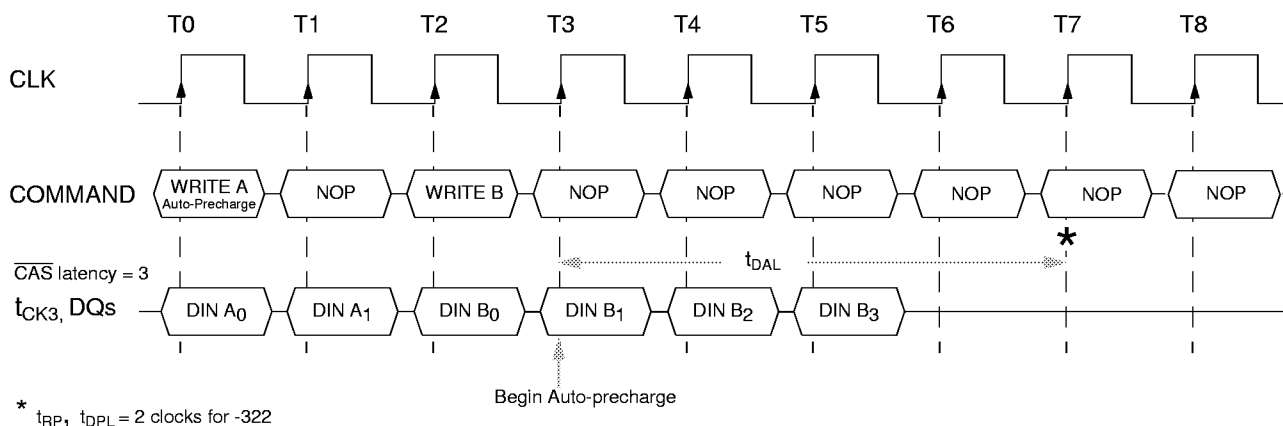 T0 T1 T2 T3 T4 T5 T6 T7 T8
CLK
COMMAND
WRITE A
Auto-Precharge
NOP
WRITE B
NOP
NOP
NOP
NOP
NOP
NOP
*
tDAL
CAS latency = 3
tCK3, DQs
DIN A0
DIN A1
DIN B0
DIN B1
DIN B2
DIN B3
Begin Auto-precharge
* tRP, tDPL = 2 clocks for -322